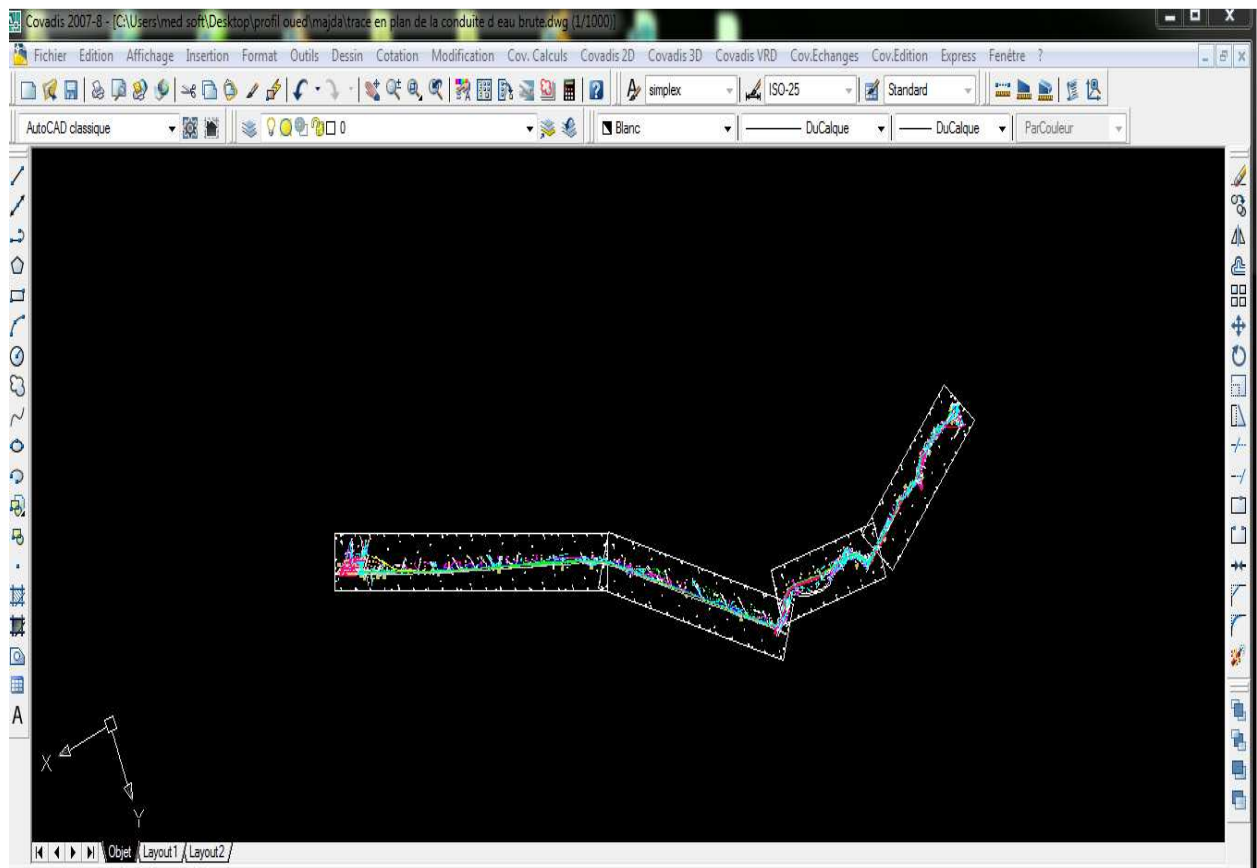 Covadis 2007-8 - [C:\Users\med soft\Desktop\profil oued\majda\trace en plan de la conduite d eau brute.dwg (1/1000)]
Fichier Edition Affichage Insertion Format Outils Dessin Cotation Modification Cov. Calculs Covadis 2D Covadis 3D Covadis VRD Cov.Echanges Cov.Edition Express Fenêtre ?
simplex ISO-25 Standard
AutoCAD classique 0 Blanc DuCalque DuCalque ParCouleur
A
X
Y
Objet Layout1 Layout2